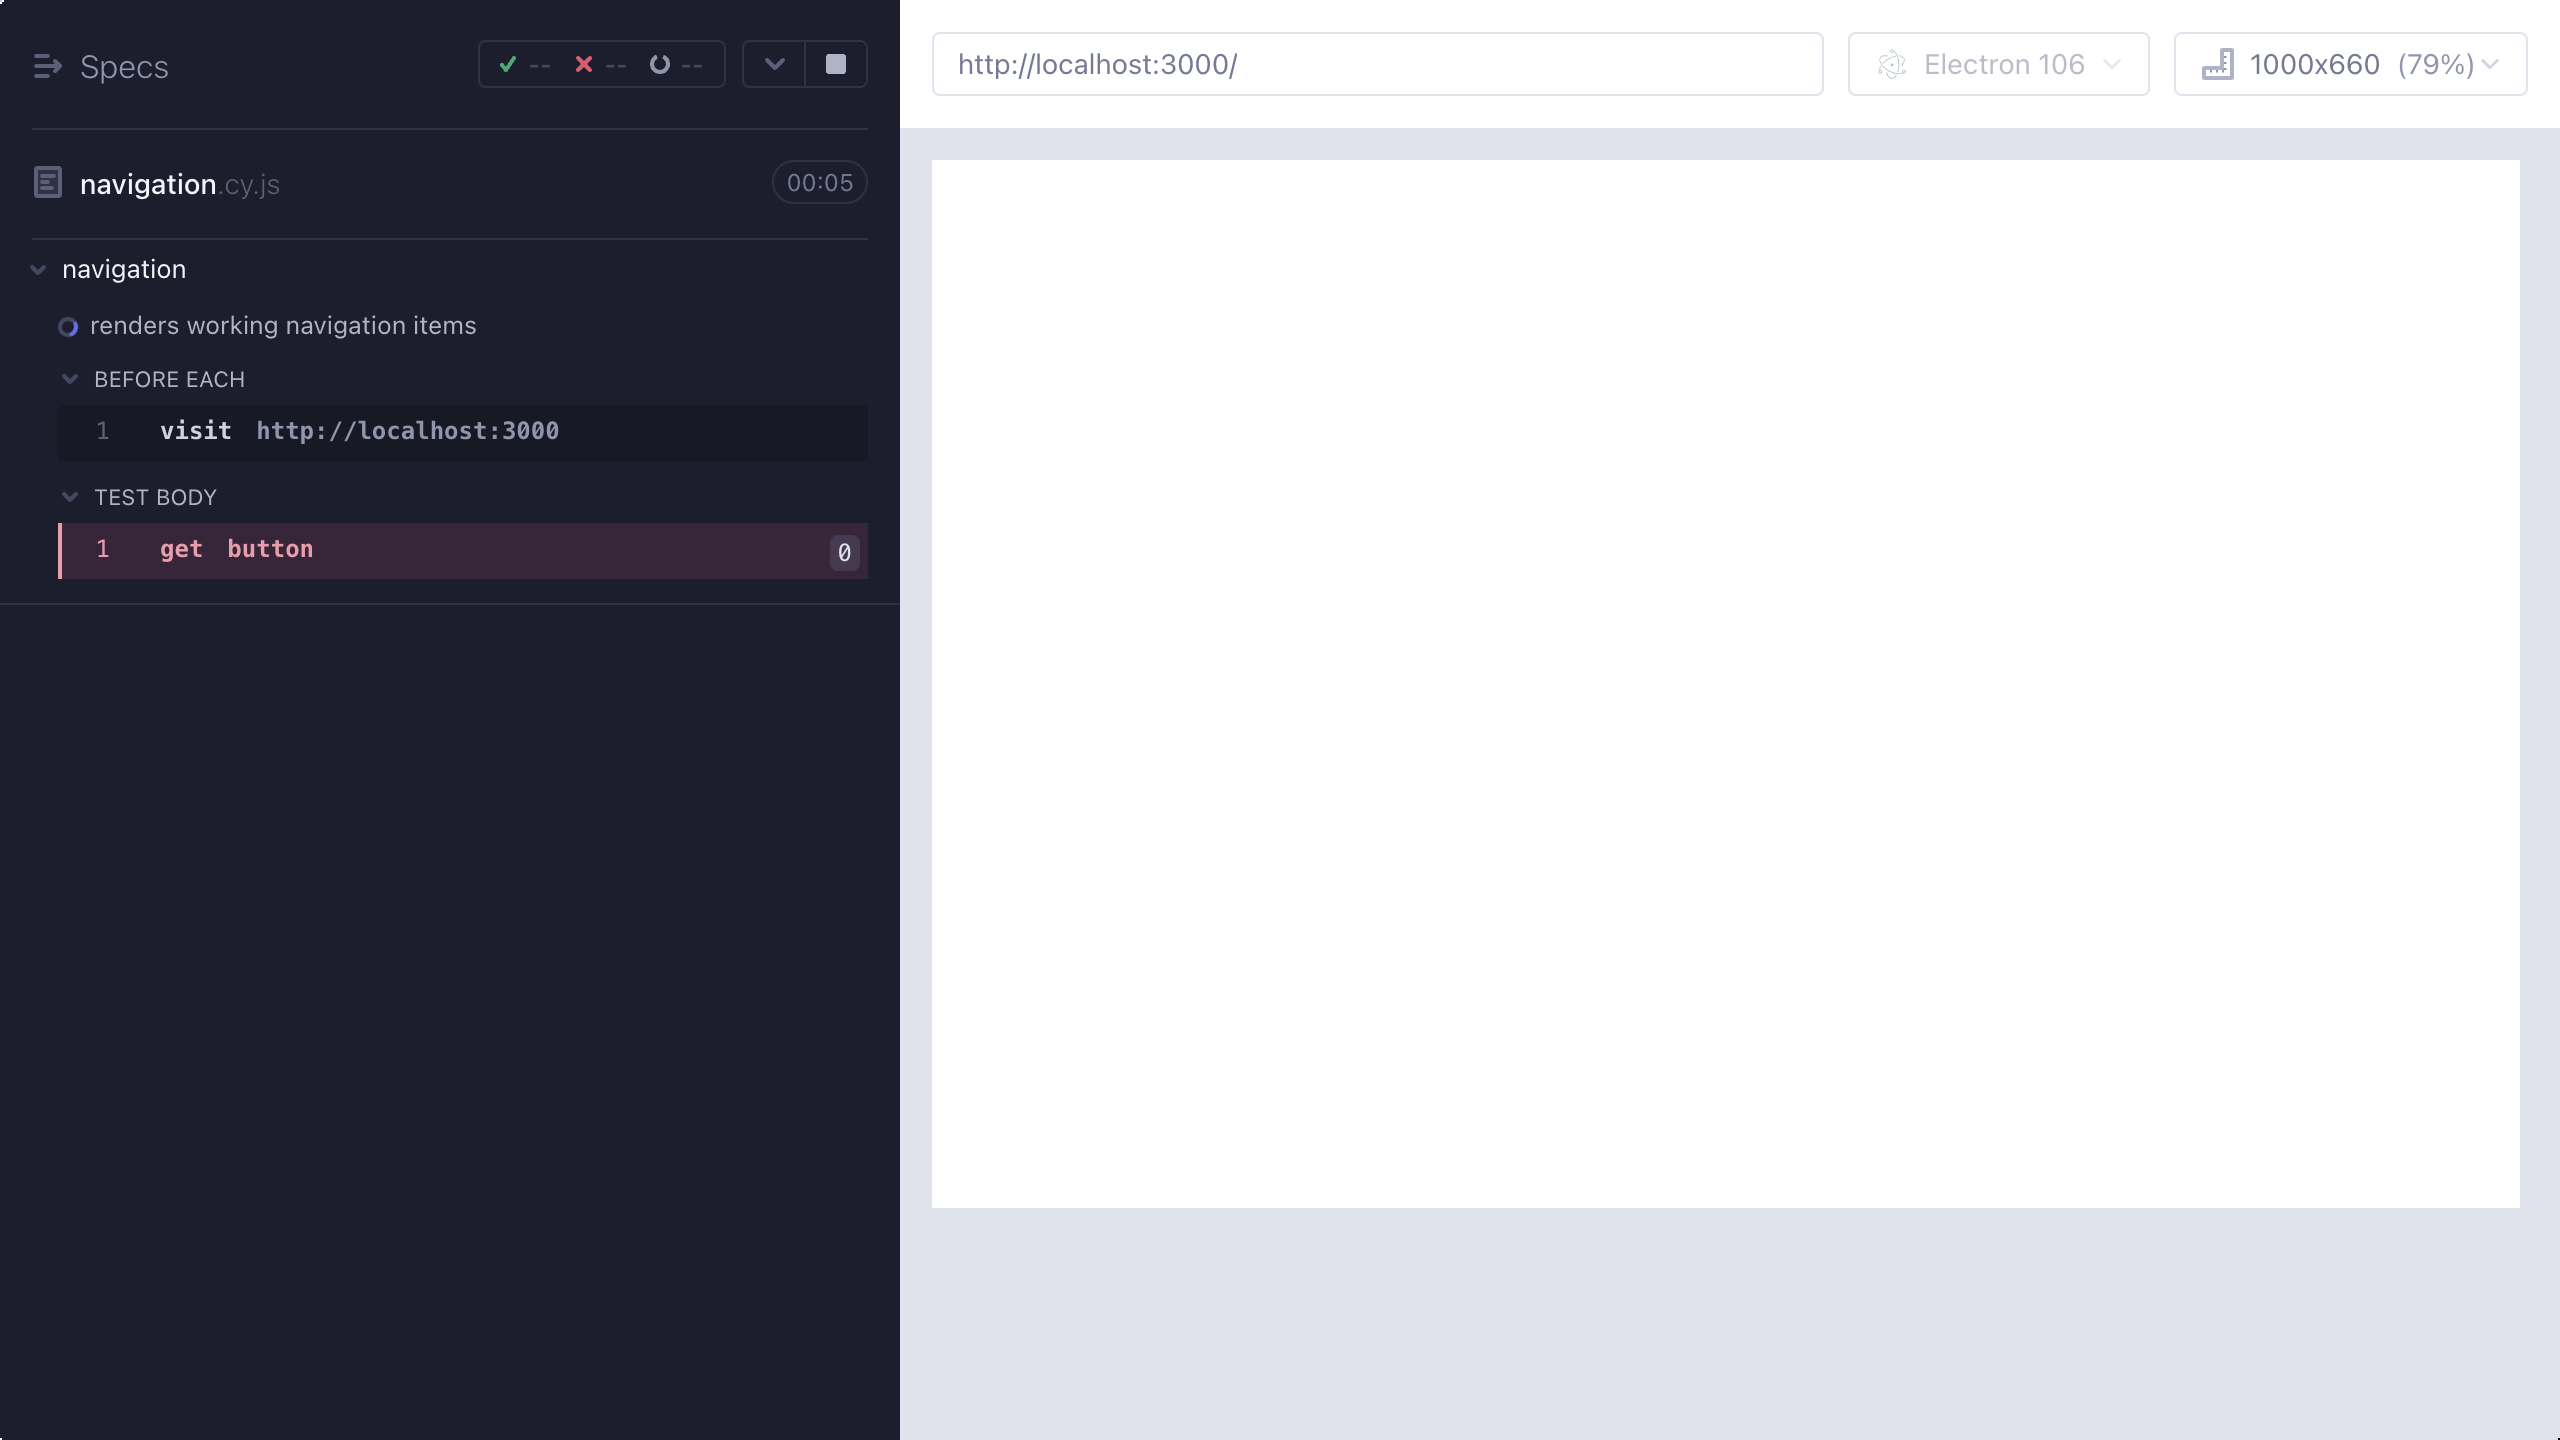 Specs
-- -- --
navigation.cy.js
00:05
navigation
renders working navigation items
BEFORE EACH
1 visit http://localhost:3000
TEST BODY
1 get button 0
http://localhost:3000/
Electron 106
1000x660 (79%)